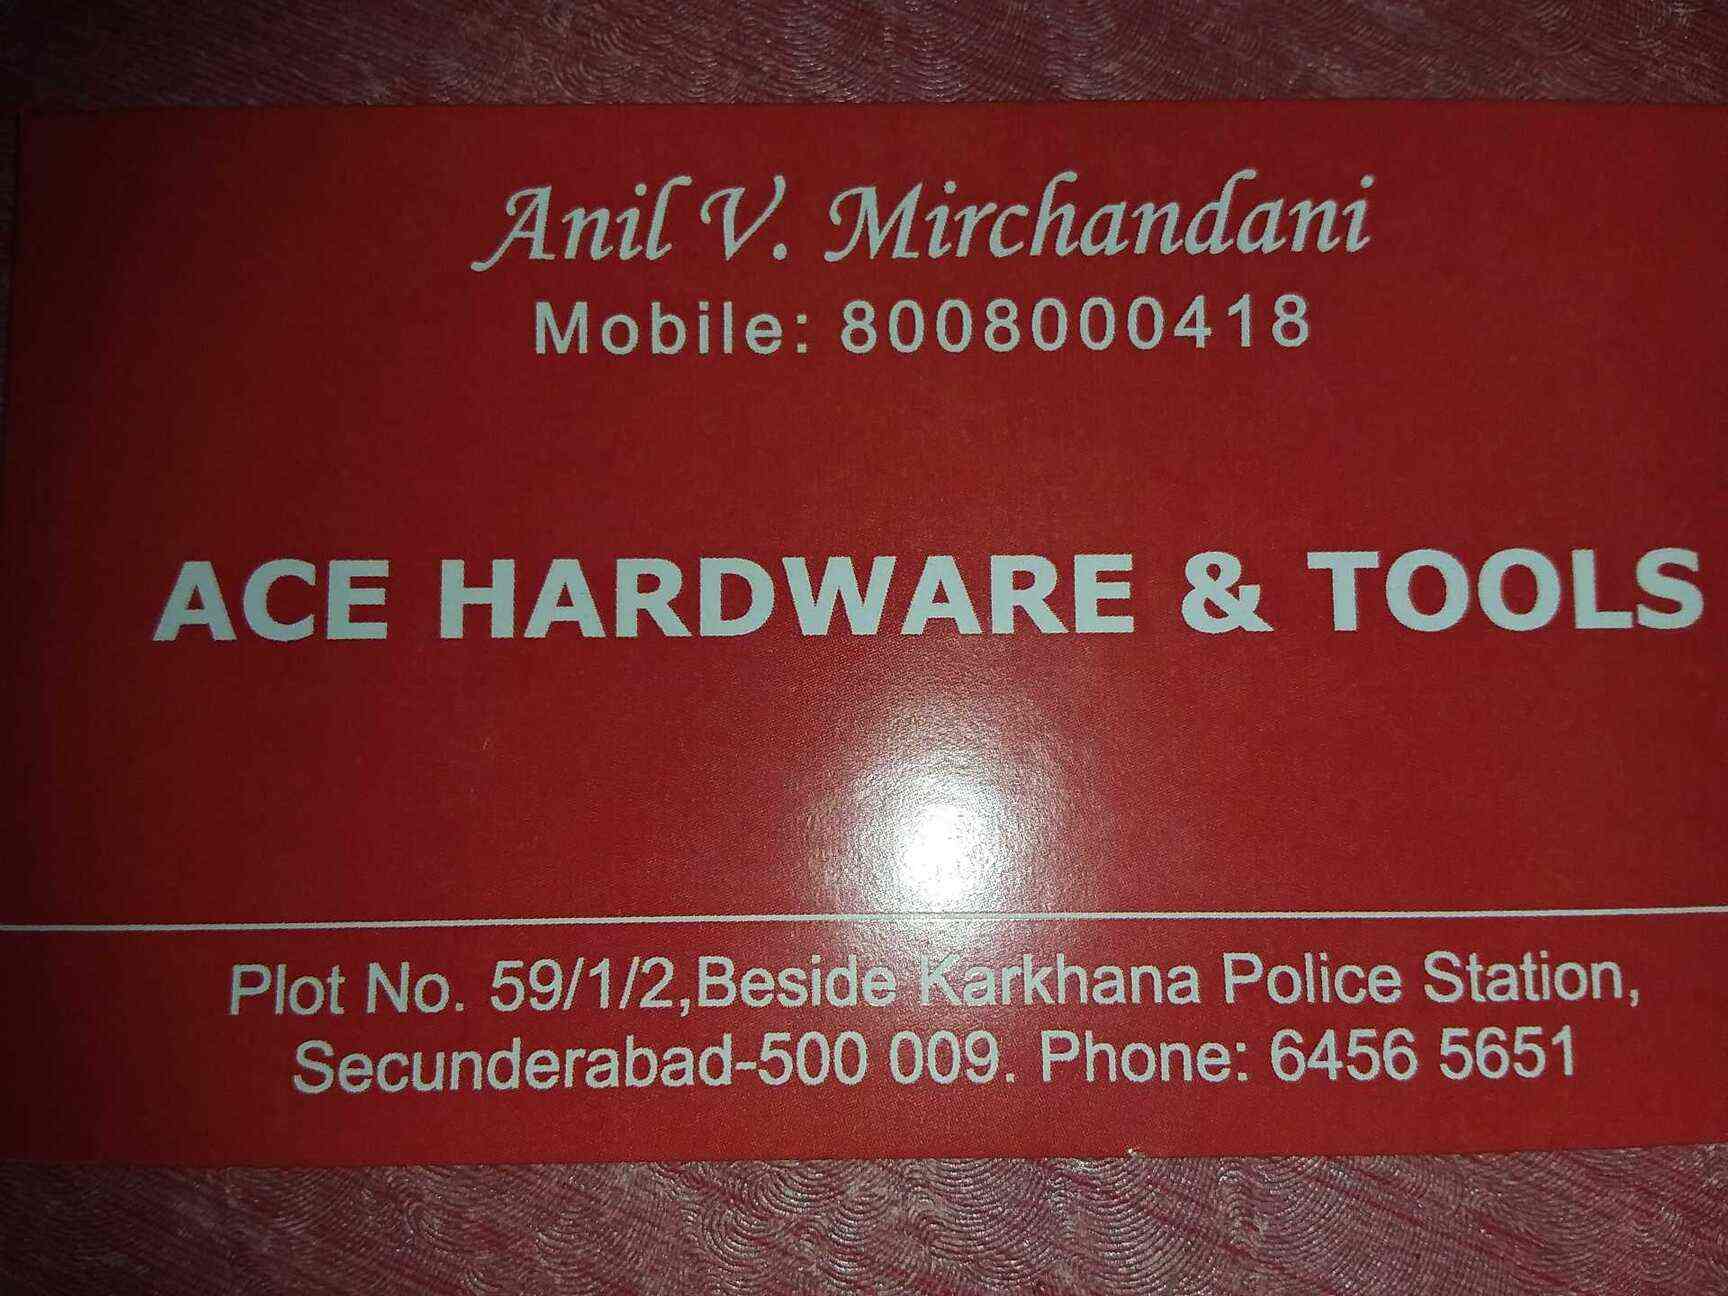 Anil V. Mirchandani
Mobile: 8008000418
ACE HARDWARE & TOOLS
Plot No. 59/1/2,Beside Karkhana Police Station,
Secunderabad-500 009. Phone: 6456 5651